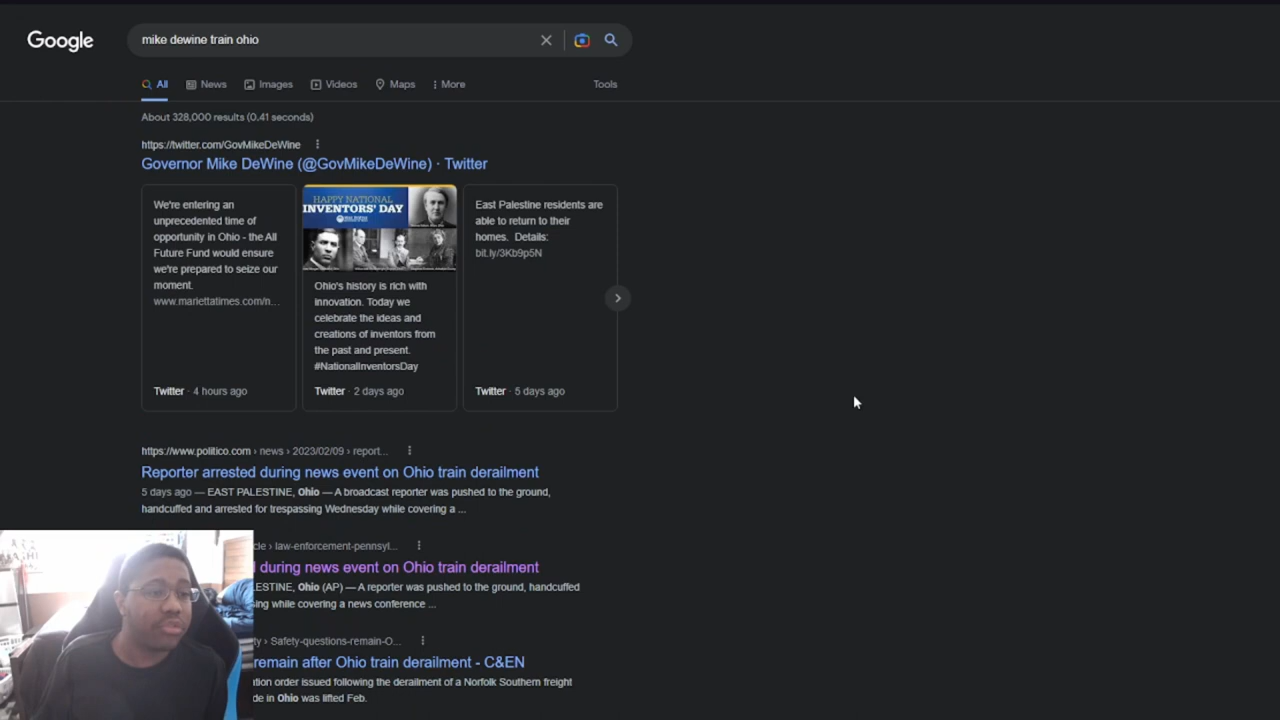 Google
mike dewine train ohio
All
News
Images
Videos
Maps
More
Tools
About 328,000 results (0.41 seconds)
https://twitter.com/GovMikeDeWine
Governor Mike DeWine (@GovMikeDeWine) · Twitter
We're entering an
unprecedented time of
opportunity in Ohio - the All
Future Fund would ensure
we're prepared to seize our
moment.
www.mariettatimes.com/n...
Twitter · 4 hours ago
HAPPY NATIONAL
INVENTORS' DAY
Ohio's history is rich with
innovation. Today we
celebrate the ideas and
creations of inventors from
the past and present.
#NationalInventorsDay
Twitter · 2 days ago
East Palestine residents are
able to return to their
homes. Details:
bit.ly/3Kb9p5N
Twitter · 5 days ago
https://www.politico.com › news › 2023/02/09 › report...
Reporter arrested during news event on Ohio train derailment
5 days ago — EAST PALESTINE, Ohio — A broadcast reporter was pushed to the ground,
handcuffed and arrested for trespassing Wednesday while covering a ...
cle › law-enforcement-pennsyl...
d during news event on Ohio train derailment
LESTINE, Ohio (AP) — A reporter was pushed to the ground, handcuffed
sing while covering a news conference ...
ty › Safety-questions-remain-O...
remain after Ohio train derailment - C&EN
tion order issued following the derailment of a Norfolk Southern freight
de in Ohio was lifted Feb.